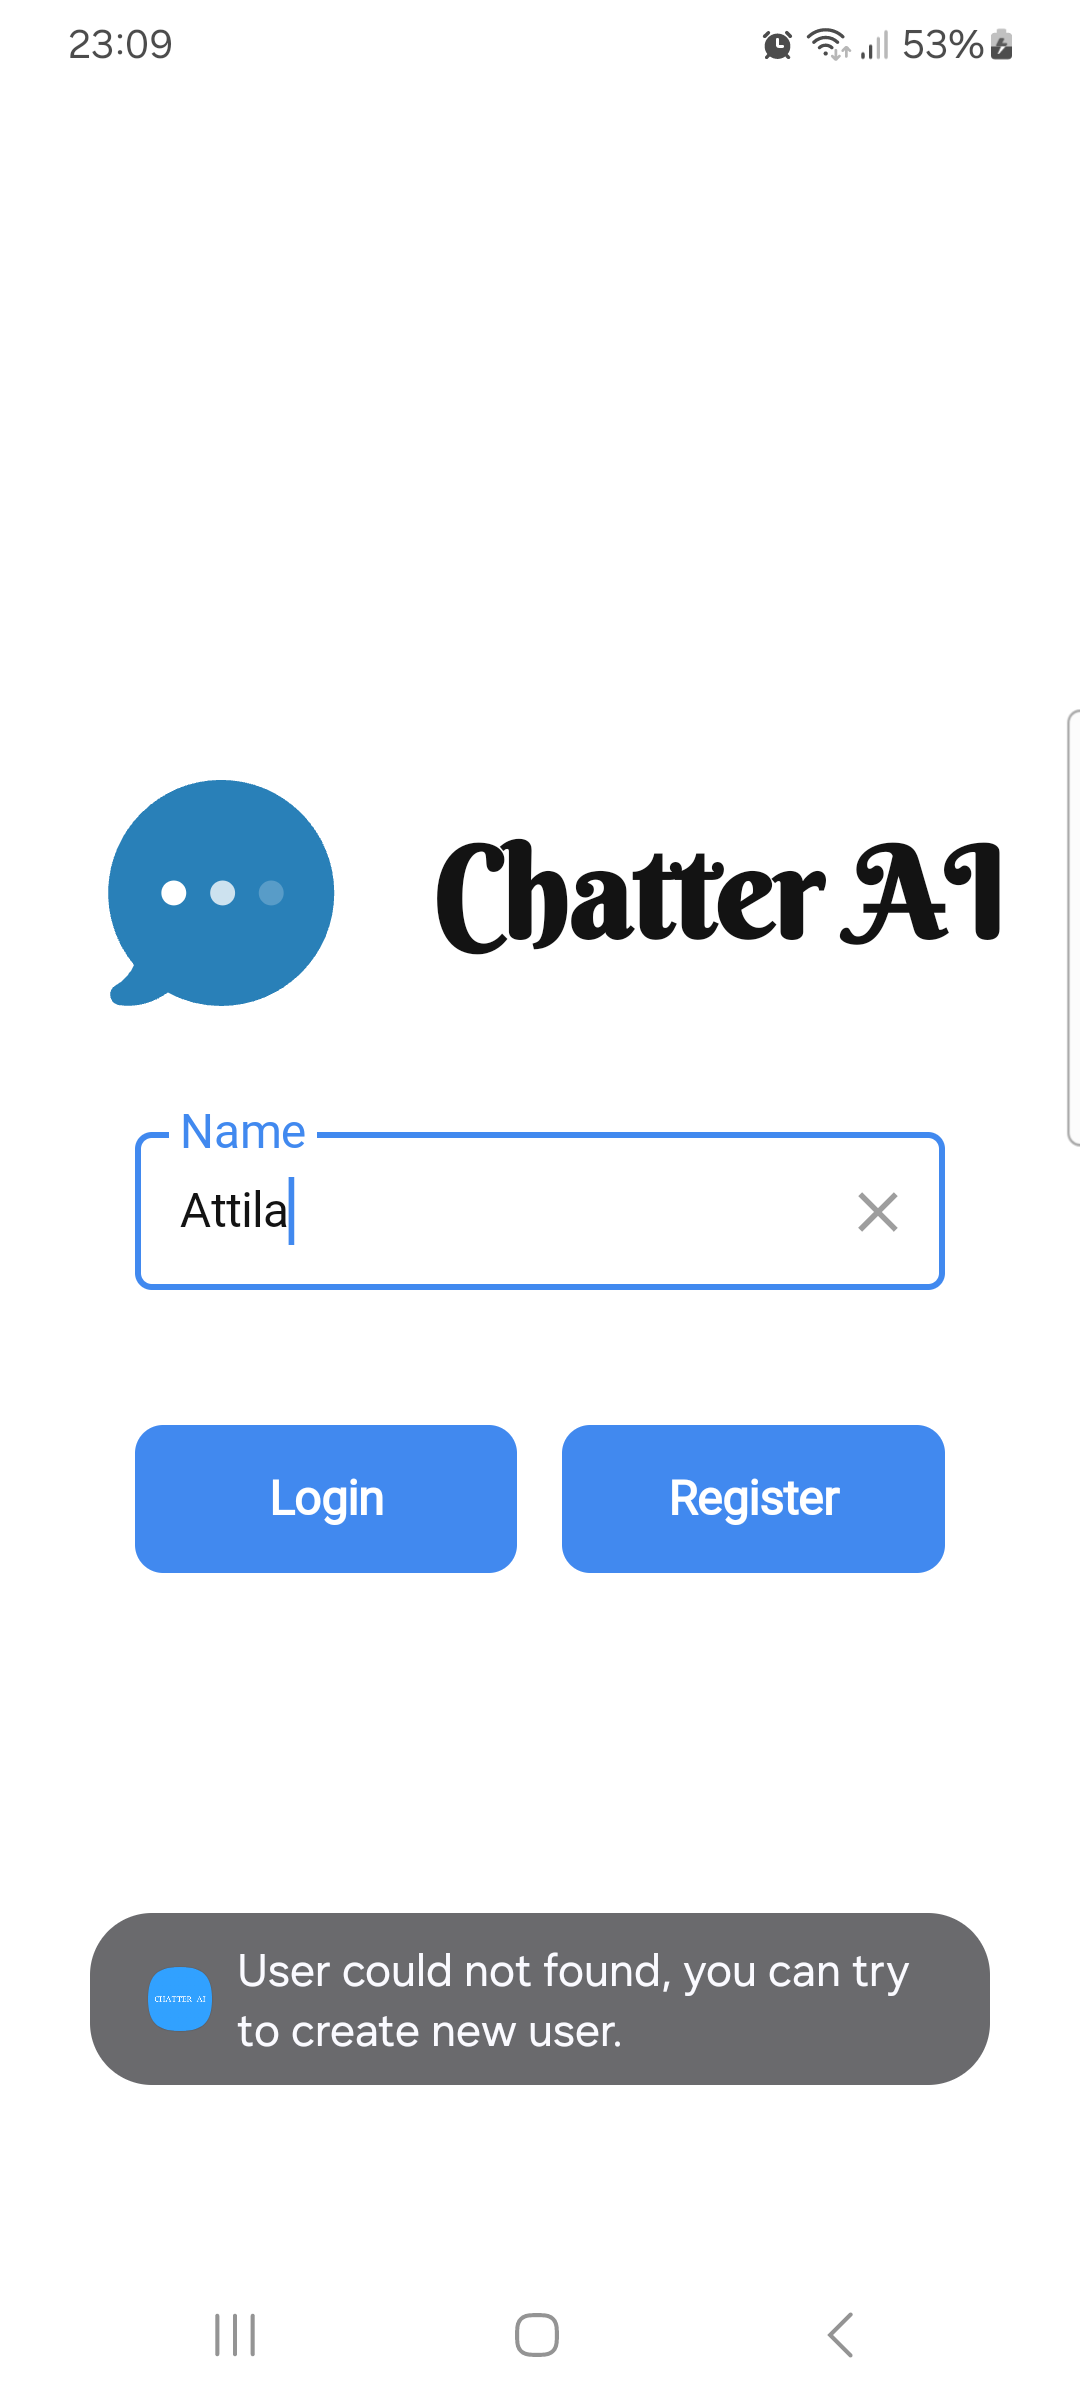 23:09
53%
Chatter AI
Name
Attila
Login
Register
User could not found, you can try
CHATTER AI
to create new user.